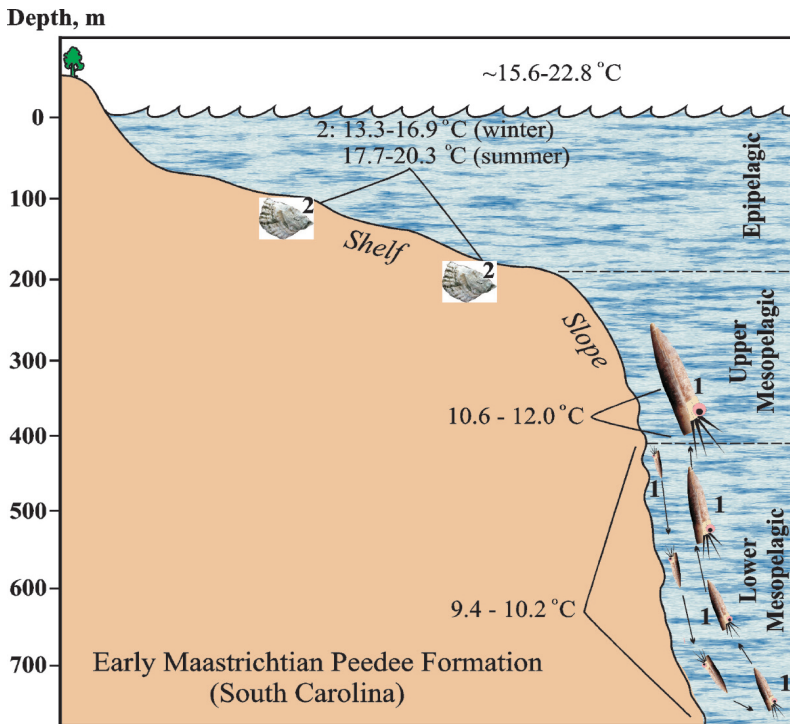 Depth, m
~15.6-22.8 °C
0
2: 13.3-16.9 °C (winter)
17.7-20.3 °C (summer)
Epipelagic
100
2
Shelf
2
200
Slope
Upper
Mesopelagic
300
1
10.6 - 12.0 °C
400
1
1
500
Lower
Mesopelagic
600
9.4 - 10.2 °C
1
700
Early Maastrichtian Peedee Formation
(South Carolina)
1